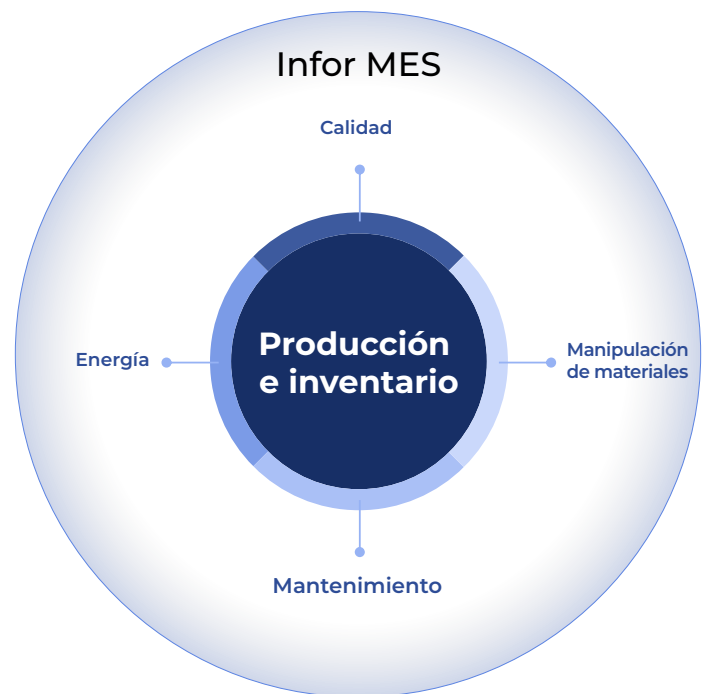 Infor MES
Calidad
Producción
e inventario
Energía
Manipulación
de materiales
Mantenimiento